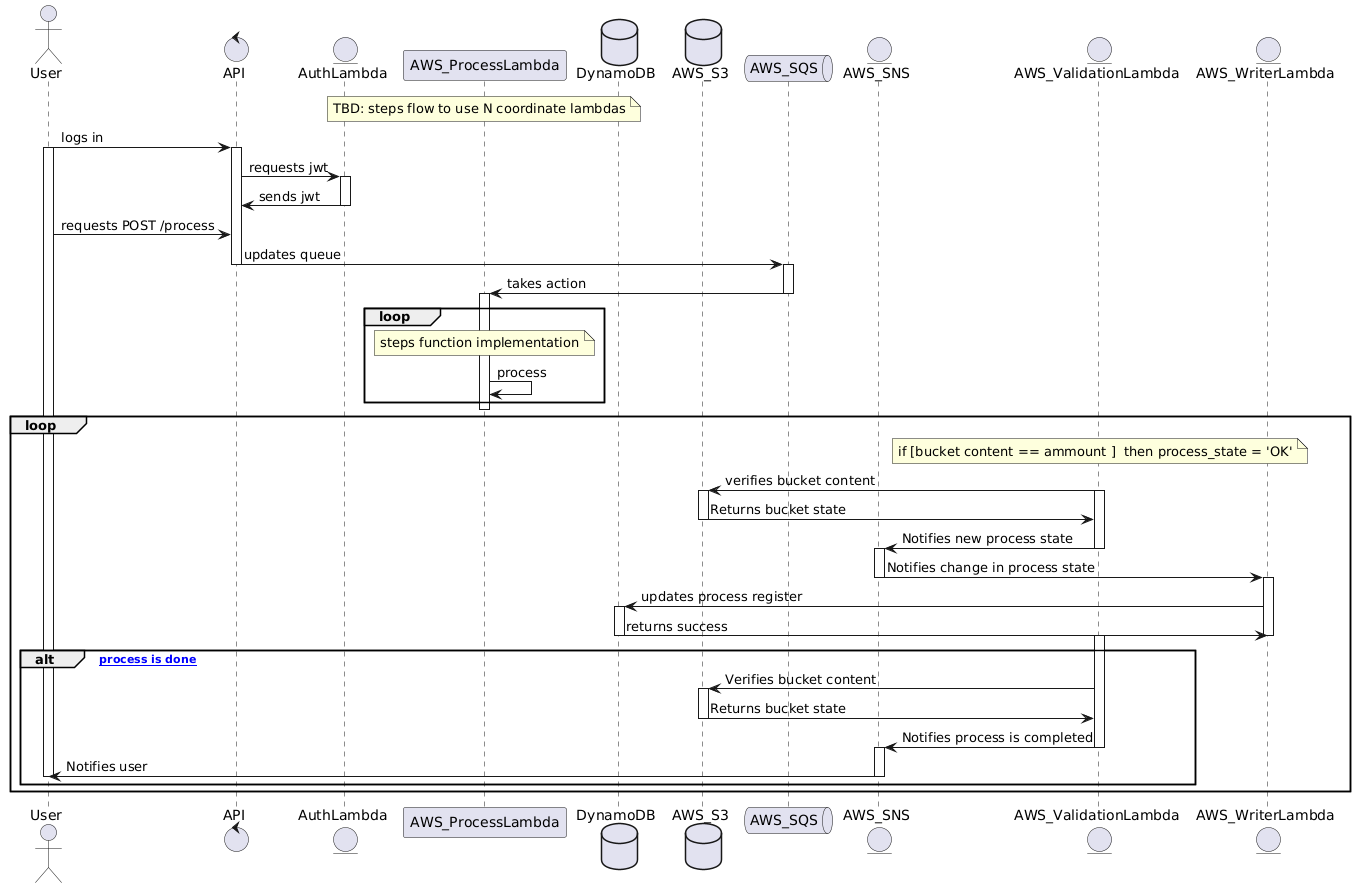 User
API
AuthLambda
AWS_ProcessLambda
DynamoDB
AWS_S3
AWS_SQS
AWS_SNS
AWS_ValidationLambda
AWS_WriterLambda
TBD: steps flow to use N coordinate lambdas
logs in
requests jwt
sends jwt
requests POST /process
updates queue
takes action
loop
steps function implementation
process
loop
if [bucket content == ammount ]  then process_state = 'OK'
verifies bucket content
Returns bucket state
Notifies new process state
Notifies change in process state
updates process register
returns success
alt
process is done
Verifies bucket content
Returns bucket state
Notifies process is completed
Notifies user
User
API
AuthLambda
AWS_ProcessLambda
DynamoDB
AWS_S3
AWS_SQS
AWS_SNS
AWS_ValidationLambda
AWS_WriterLambda